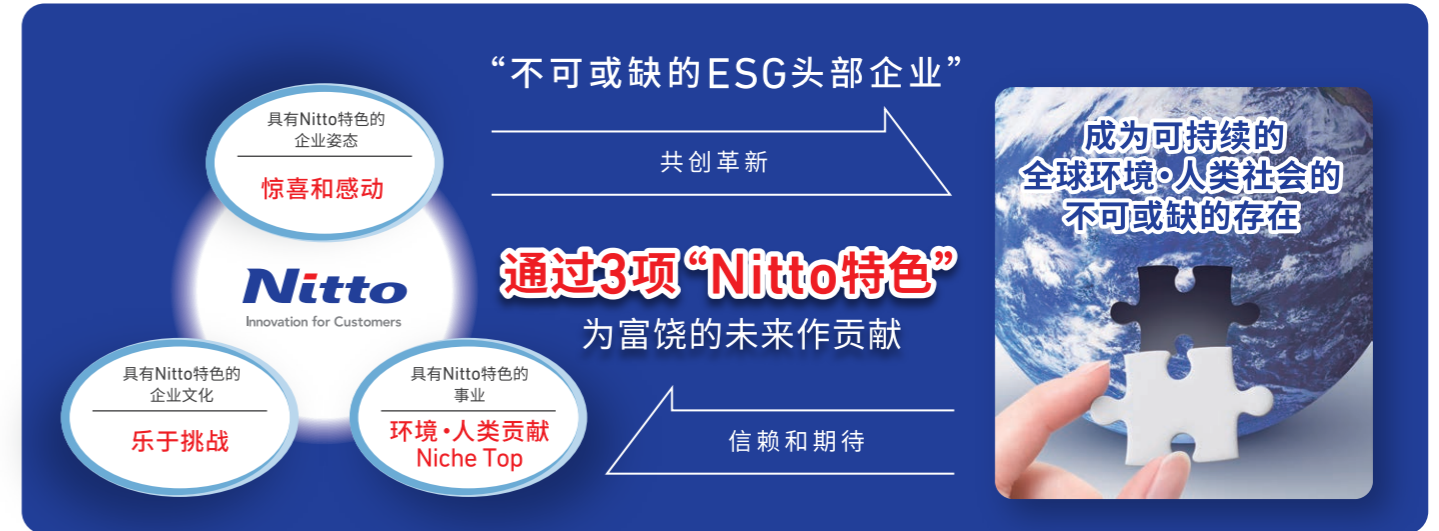 “不可或缺的ESG头部企业”
具有Nitto特色的
企业姿态
惊喜和感动
Nitto
Innovation for Customers
具有Nitto特色的
企业文化
乐于挑战
具有Nitto特色的
事业
环境・人类贡献
Niche Top
共创革新
通过3项“Nitto特色”
为富饶的未来作贡献
信赖和期待
成为可持续的
全球环境・人类社会的
不可或缺的存在